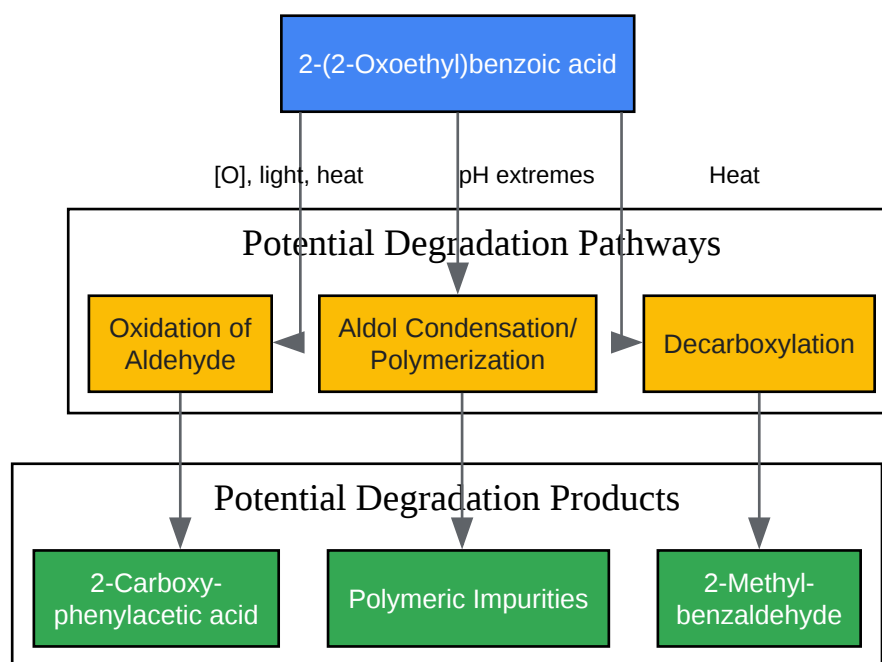 2-(2-Oxoethyl)benzoic acid
[O], light, heat
pH extremes
Heat
Potential Degradation Pathways
Oxidation of
Aldehyde
Aldol Condensation/
Polymerization
Decarboxylation
Potential Degradation Products
2-Carboxy-
phenylacetic acid
Polymeric Impurities
2-Methyl-
benzaldehyde